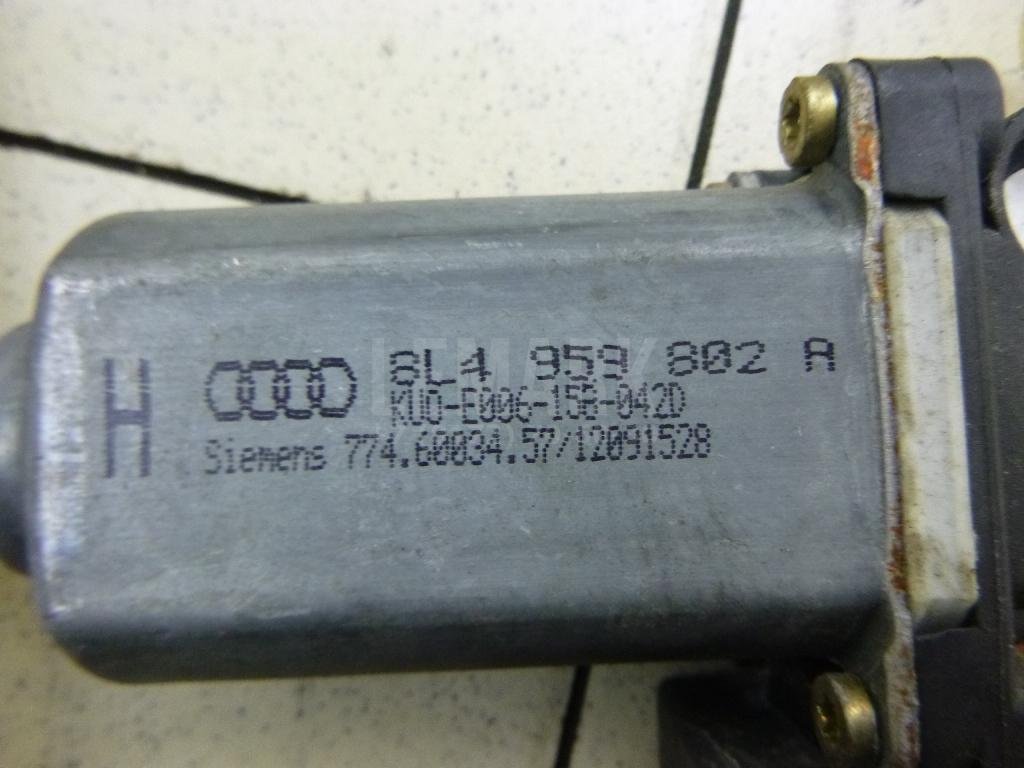 H
8L4 959 802 A
KUO-E006-158-042D
Siemens 774.60034.57/12091528